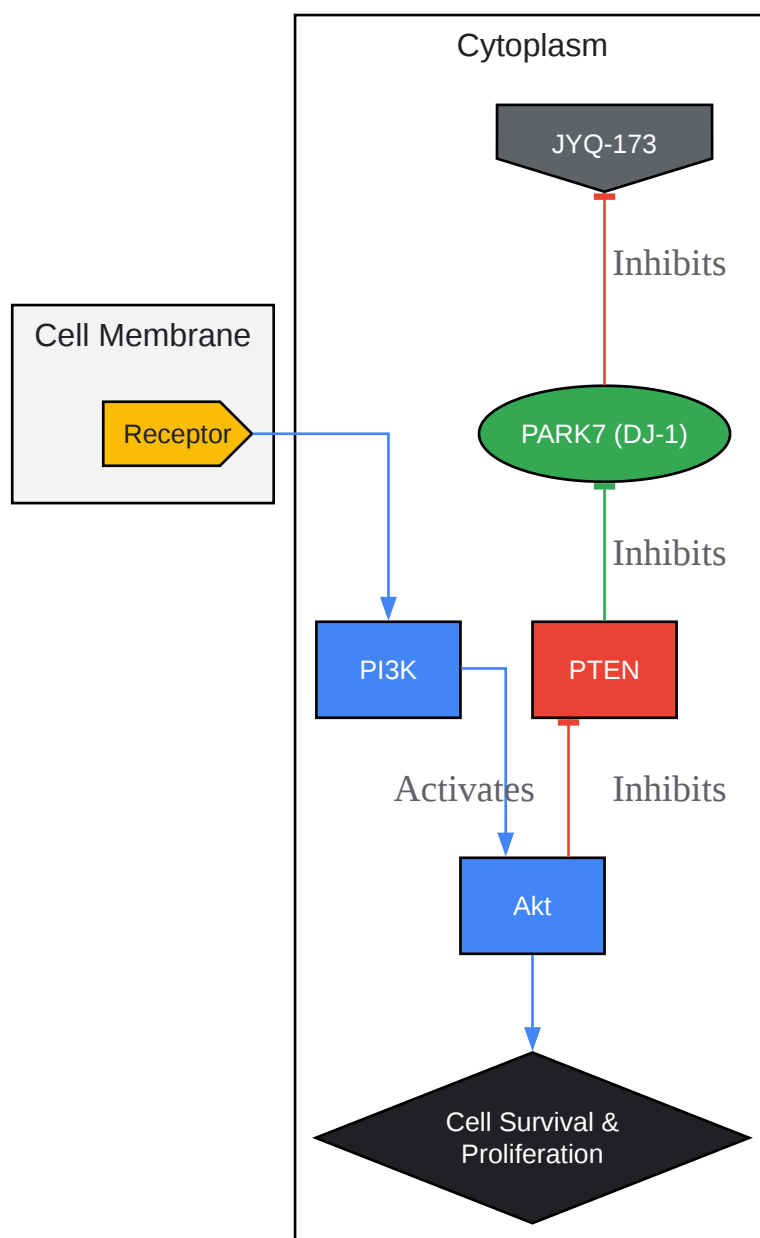 Cytoplasm
JYQ-173
Inhibits
Cell Membrane
Receptor
PARK7 (DJ-1)
Inhibits
PI3K
PTEN
Activates
Inhibits
Akt
Cell Survival &
Proliferation